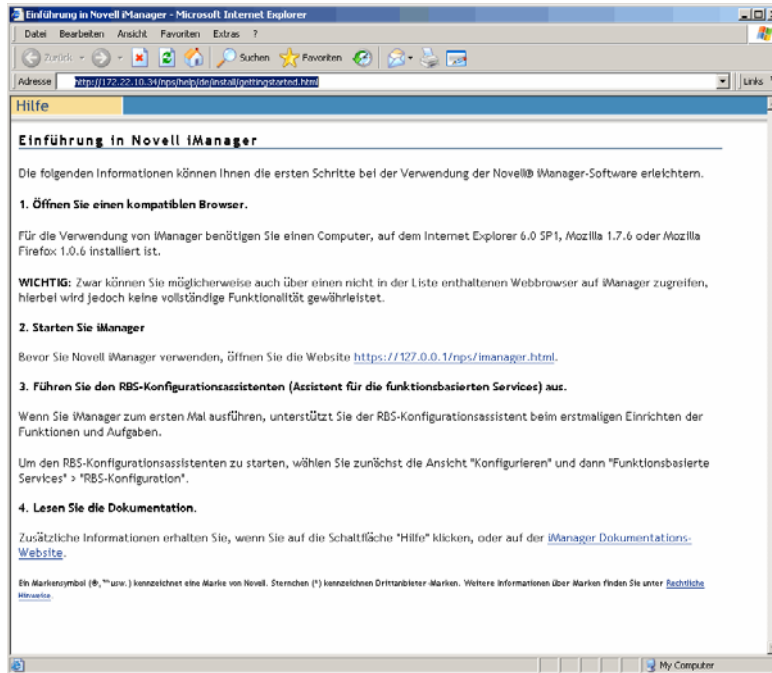 Einführung in Novell iManager - Microsoft Internet Explorer
Datei Bearbeiten Ansicht Favoriten Extras ?
Zurück Suchen Favoriten
Adresse http://172.22.10.34/nps/help/de/install/gettingstarted.html Links
Hilfe
Einführung in Novell iManager
Die folgenden Informationen können Ihnen die ersten Schritte bei der Verwendung der Novell® iManager-Software erleichtern.
1. Öffnen Sie einen kompatiblen Browser.
Für die Verwendung von iManager benötigen Sie einen Computer, auf dem Internet Explorer 6.0 SP1, Mozilla 1.7.6 oder Mozilla
Firefox 1.0.6 installiert ist.
WICHTIG: Zwar können Sie möglicherweise auch über einen nicht in der Liste enthaltenen Webbrowser auf iManager zugreifen,
hierbei wird jedoch keine vollständige Funktionalität gewährleistet.
2. Starten Sie iManager
Bevor Sie Novell iManager verwenden, öffnen Sie die Website https://127.0.0.1/nps/imanager.html.
3. Führen Sie den RBS-Konfigurationsassistenten (Assistent für die funktionsbasierten Services) aus.
Wenn Sie iManager zum ersten Mal ausführen, unterstützt Sie der RBS-Konfigurationsassistent beim erstmaligen Einrichten der
Funktionen und Aufgaben.
Um den RBS-Konfigurationsassistenten zu starten, wählen Sie zunächst die Ansicht "Konfigurieren" und dann "Funktionsbasierte
Services" > "RBS-Konfiguration".
4. Lesen Sie die Dokumentation.
Zusätzliche Informationen erhalten Sie, wenn Sie auf die Schaltfläche "Hilfe" klicken, oder auf der iManager Dokumentations-
Website.
Ein Markensymbol (®, ™ usw.) kennzeichnet eine Marke von Novell. Sternchen (*) kennzeichnen Drittanbieter-Marken. Weitere Informationen über Marken finden Sie unter Rechtliche
Hinweise.
My Computer